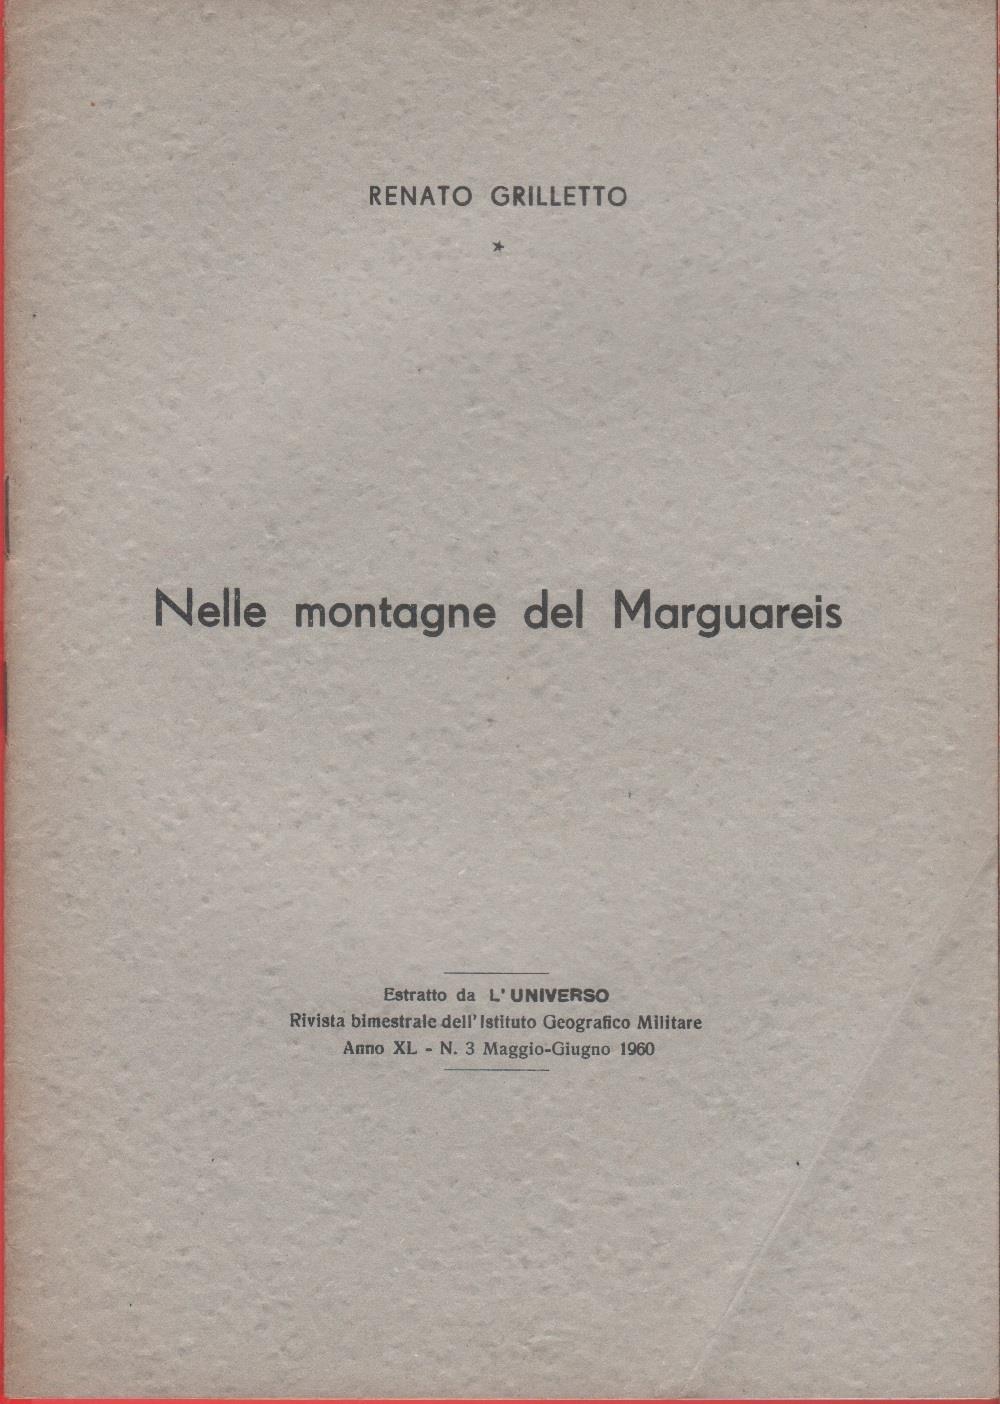 RENATO GRILLETTO
★
Nelle montagne del Marguareis
Estratto da L'UNIVERSO
Rivista bimestrale dell'Istituto Geografico Militare
Anno XL - N. 3 Maggio-Giugno 1960